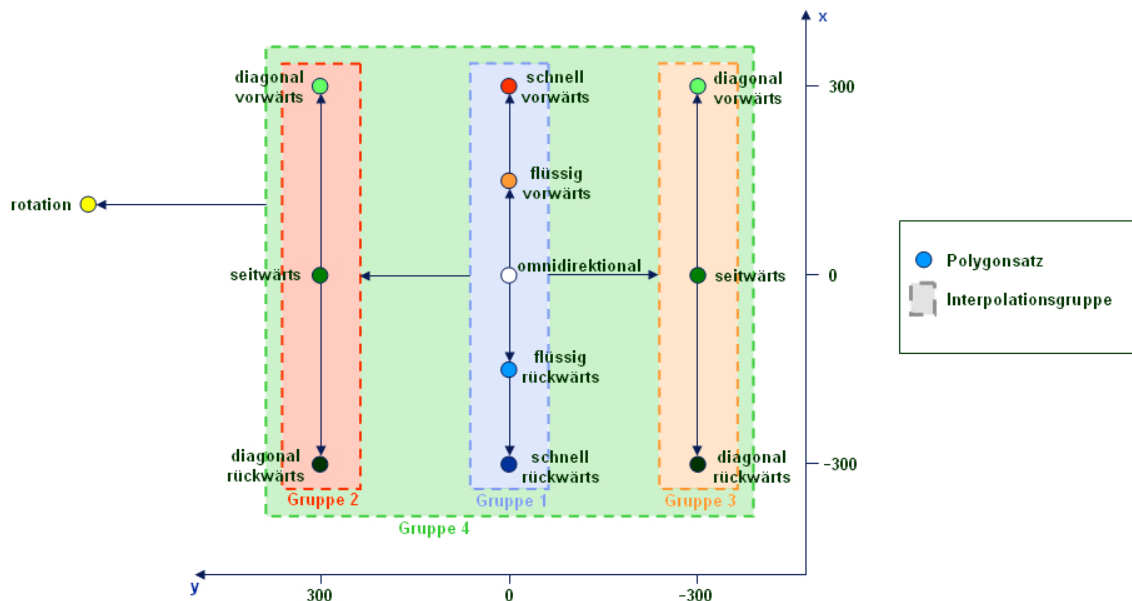 x
diagonal
vorwärts
schnell
vorwärts
diagonal
vorwärts
300
flüssig
vorwärts
rotation
seitwärts
omnidirektional
seitwärts
0
Polygonsatz
Interpolationsgruppe
flüssig
rückwärts
diagonal
rückwärts
schnell
rückwärts
diagonal
rückwärts
-300
Gruppe 2
Gruppe 1
Gruppe 3
Gruppe 4
y
300
0
-300